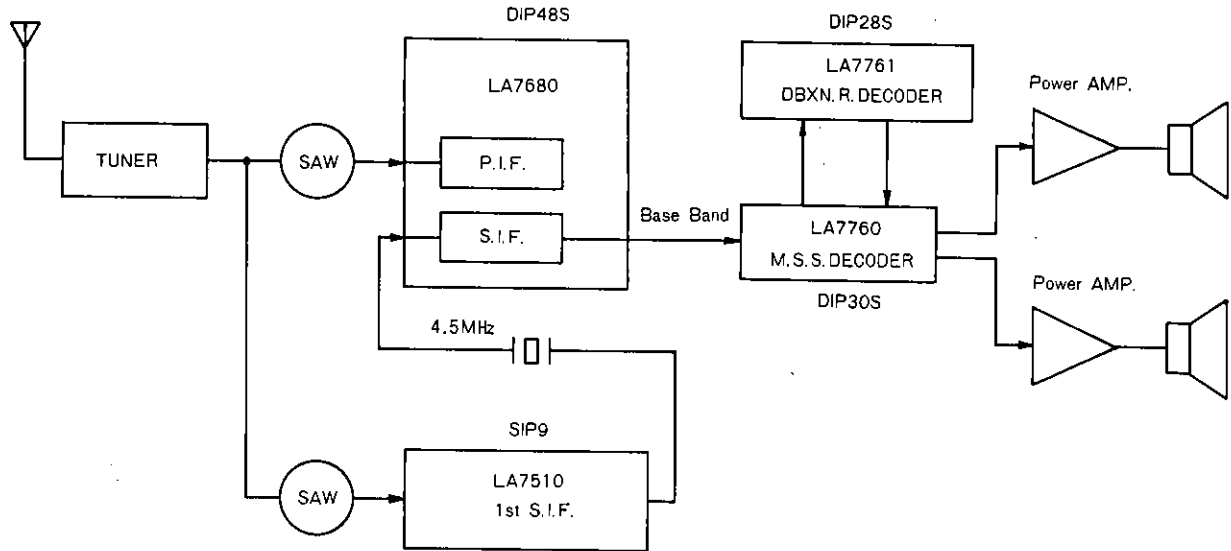 DIP48S
LA7680
P.I.F.
S.I.F.
TUNER
SAW
DIP28S
LA7761
DBXN.R.DECODER
Base Band
LA7760
M.S.S.DECODER
DIP30S
Power AMP.
Power AMP.
4.5MHz
SIP9
SAW
LA7510
1st S.I.F.